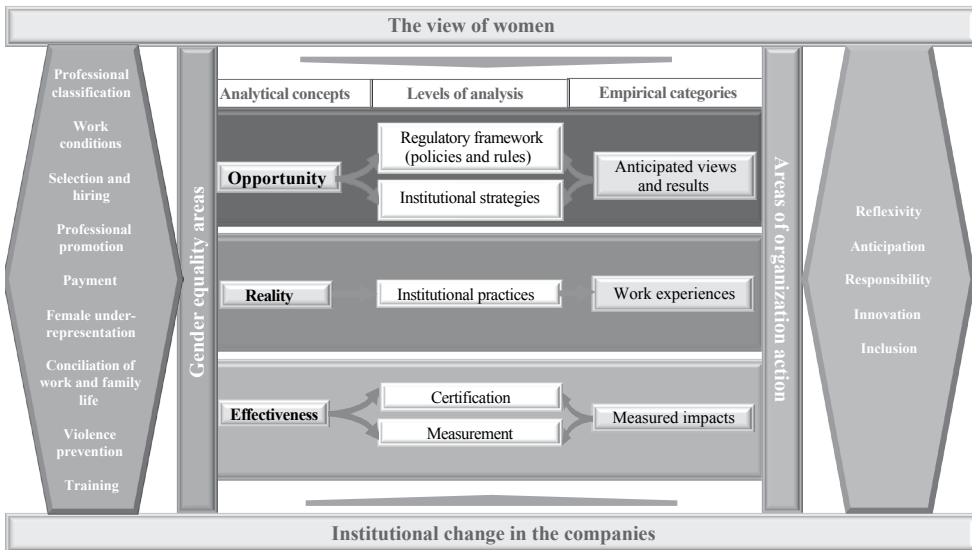 The view of women
Professional
classification
Work
conditions
Selection and
hiring
Professional
promotion
Payment
Female under-
representation
Conciliation of
work and family
life
Violence
prevention
Training
Gender equality areas
Analytical concepts
Levels of analysis
Empirical categories
Opportunity
Regulatory framework
(policies and rules)
Institutional strategies
Anticipated views
and results
Reality
Institutional practices
Work experiences
Effectiveness
Certification
Measurement
Measured impacts
Areas of organization action
Reflexivity
Anticipation
Responsibility
Innovation
Inclusion
Institutional change in the companies